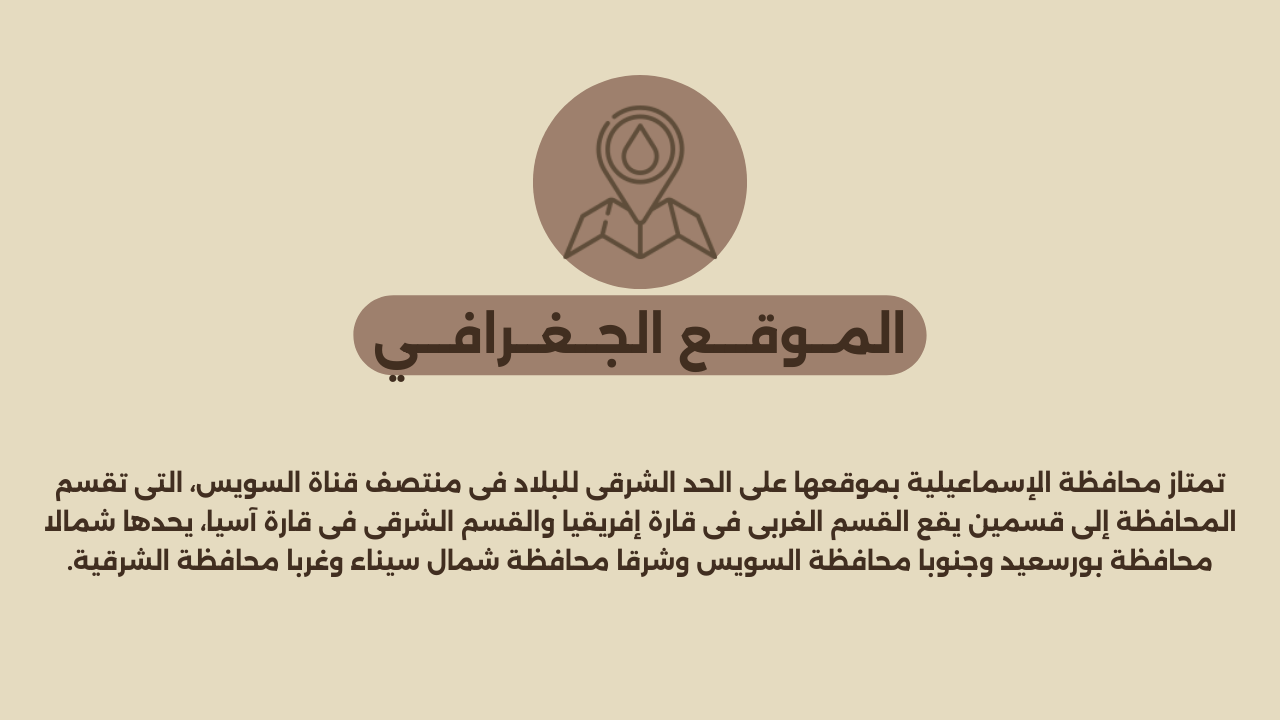 المـوقـع الجـغـرافـي
تمتاز محافظة الإسماعيلية بموقعها على الحد الشرقى للبلاد فى منتصف قناة السويس، التى تقسم
المحافظة إلى قسمين يقع القسم الغربى فى قارة إفريقيا والقسم الشرقى فى قارة آسيا، يحدها شمالا
محافظة بورسعيد وجنوبا محافظة السويس وشرقا محافظة شمال سيناء وغربا محافظة الشرقية.